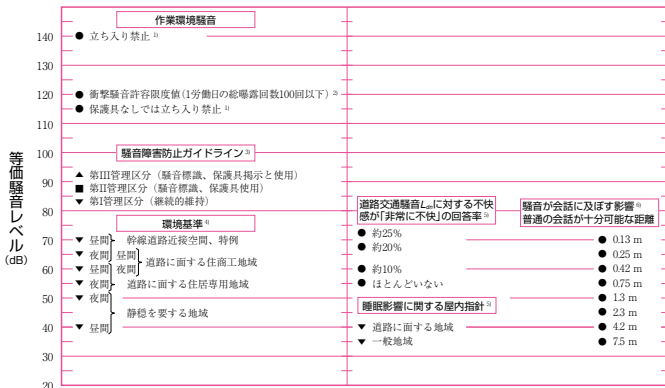 等価騒音レベル
(dB)
140
130
120
110
100
90
80
70
60
50
40
30
20
作業環境騒音
● 立ち入り禁止 1)
● 衝撃騒音許容限度値(1労働日の総曝露回数100回以下) 2)
● 保護具なしでは立ち入り禁止 1)
騒音障害防止ガイドライン 3)
▲ 第III管理区分（騒音標識、保護具掲示と使用）
■ 第II管理区分（騒音標識、保護具使用）
▼ 第I管理区分（継続的維持）
環境基準 4)
▼ 昼間 幹線道路近接空間、特例
▼ 夜間 昼間
▼ 昼間 夜間 道路に面する住商工地域
▼ 夜間 道路に面する住居専用地域
▼ 夜間
静穏を要する地域
▼ 昼間
道路交通騒音Ldnに対する不快
感が「非常に不快」の回答率 5)
● 約25%
● 約20%
● 約10%
● ほとんどいない
睡眠影響に関する屋内指針 5)
▼ 道路に面する地域
▼ 一般地域
騒音が会話に及ぼす影響 6)
普通の会話が十分可能な距離
● 0.13 m
● 0.25 m
● 0.42 m
● 0.75 m
● 1.3 m
● 2.3 m
● 4.2 m
● 7.5 m